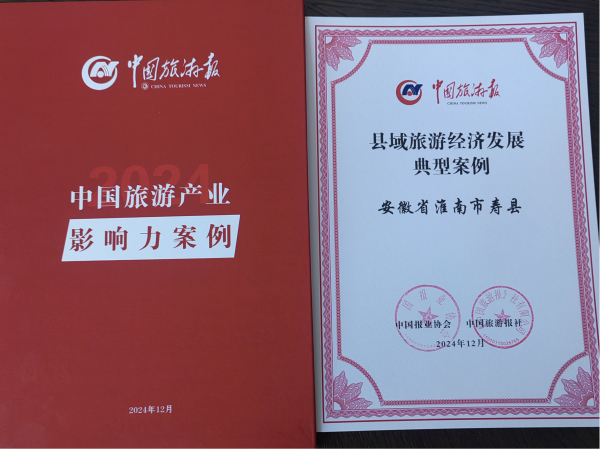 中国旅游报
CHINA TOURISM NEWS
2024
中国旅游产业
影响力案例
2024年12月
中国旅游报
CHINA TOURISM NEWS
县域旅游经济发展
典型案例
安徽省淮南市寿县
中国报业协会
中国旅游报社
2024年12月